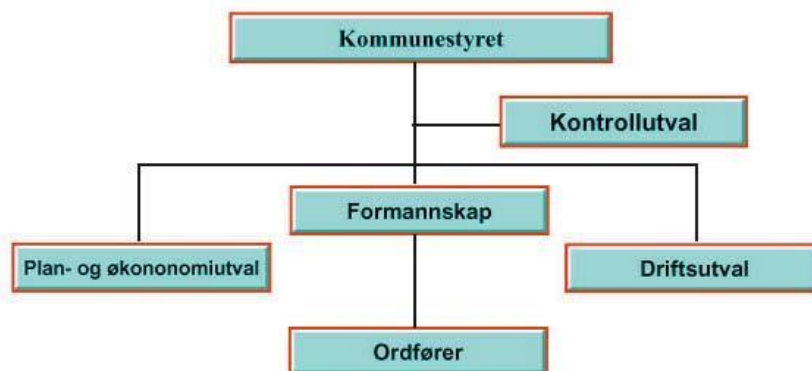 Kommunestyret
Kontrollutval
Formannskap
Plan- og økononomiutval
Driftsutval
Ordfører